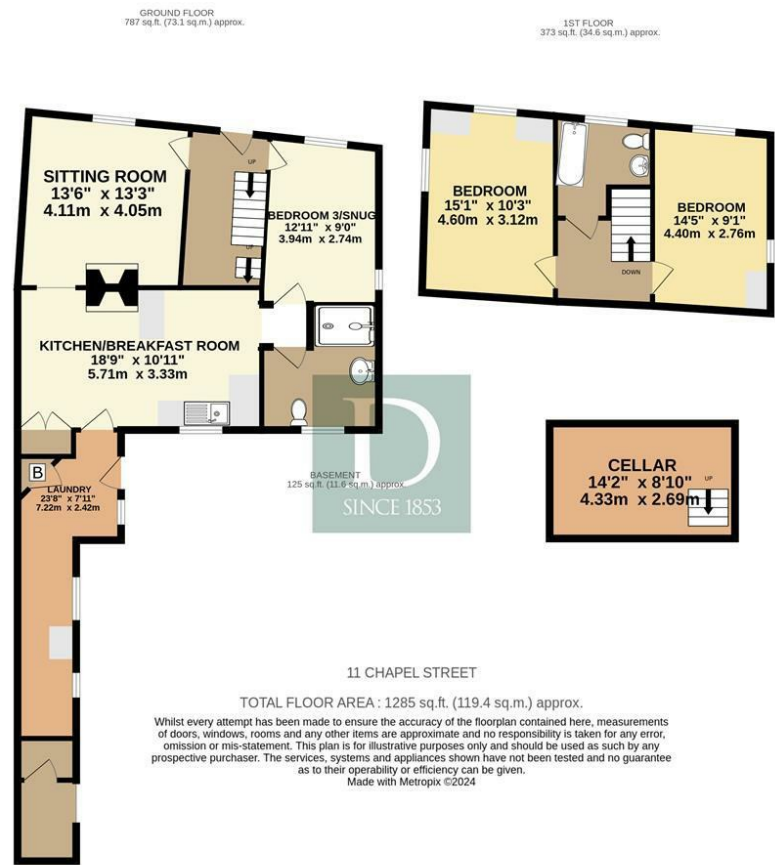 GROUND FLOOR
787 sq.ft. (73.1 sq.m.) approx.
1ST FLOOR
373 sq.ft. (34.6 sq.m.) approx.
SITTING ROOM
13'6" x 13'3"
4.11m x 4.05m
UP
UP
BEDROOM 3/SNUG
12'11" x 9'0"
3.94m x 2.74m
KITCHEN/BREAKFAST ROOM
18'9" x 10'11"
5.71m x 3.33m
B
LAUNDRY
23'8" x 7'11"
7.22m x 2.42m
BEDROOM
15'1" x 10'3"
4.60m x 3.12m
BEDROOM
14'5" x 9'1"
4.40m x 2.76m
DOWN
D
SINCE 1853
BASEMENT
125 sq.ft. (11.6 sq.m.) approx.
CELLAR
14'2" x 8'10"
4.33m x 2.69m
UP
11 CHAPEL STREET
TOTAL FLOOR AREA : 1285 sq.ft. (119.4 sq.m.) approx.
Whilst every attempt has been made to ensure the accuracy of the floorplan contained here, measurements
of doors, windows, rooms and any other items are approximate and no responsibility is taken for any error,
omission or mis-statement. This plan is for illustrative purposes only and should be used as such by any
prospective purchaser. The services, systems and appliances shown have not been tested and no guarantee
as to their operability or efficiency can be given.
Made with Metropix ©2024